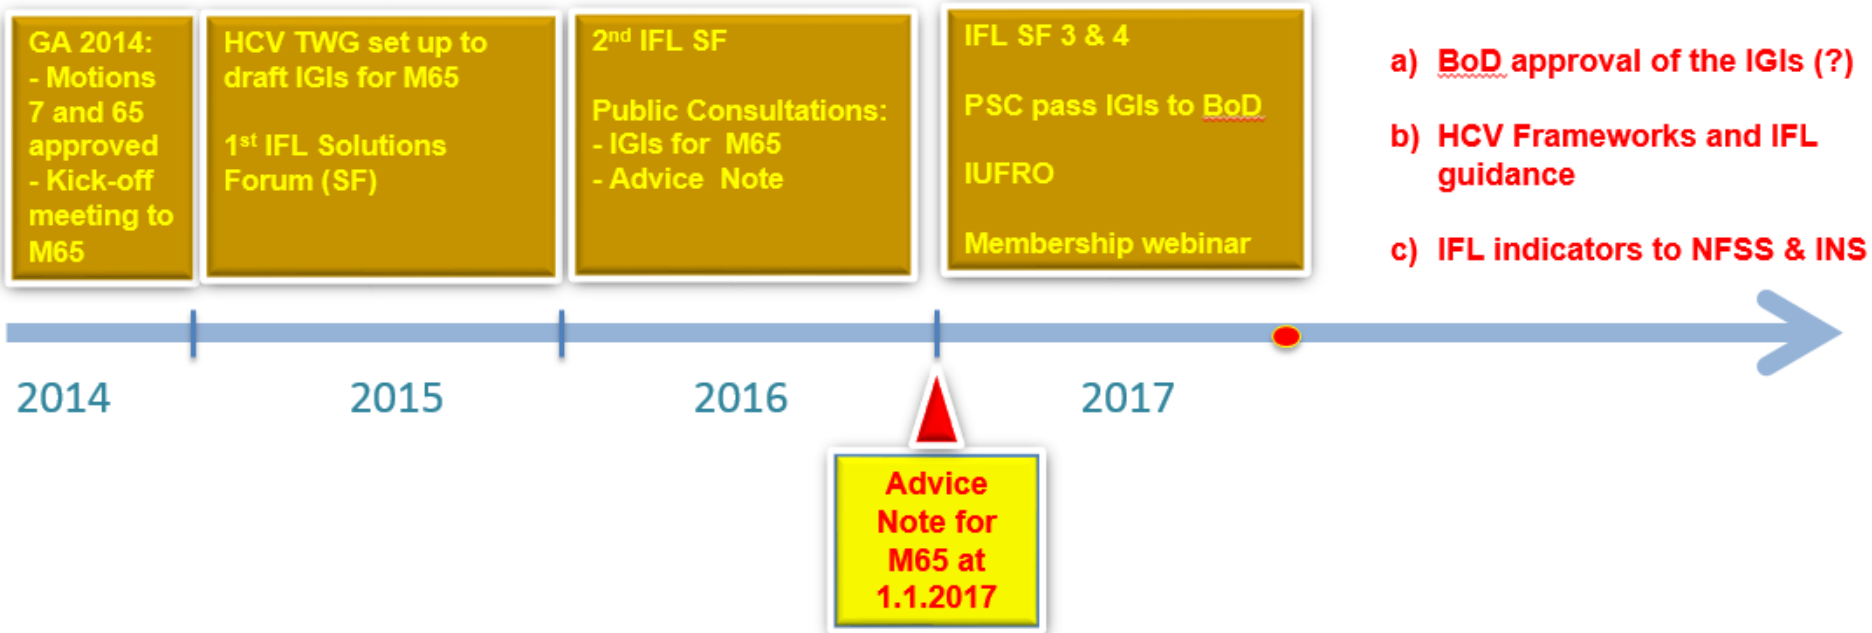 GA 2014:
- Motions
7 and 65
approved
- Kick-off
meeting to
M65
HCV TWG set up to
draft IGIs for M65
1st IFL Solutions
Forum (SF)
2nd IFL SF
Public Consultations:
- IGIs for M65
- Advice Note
IFL SF 3 & 4
PSC pass IGIs to BoD
IUFRO
Membership webinar
a) BoD approval of the IGIs (?)
b) HCV Frameworks and IFL
guidance
c) IFL indicators to NFSS & INS
2014
2015
2016
2017
Advice
Note for
M65 at
1.1.2017